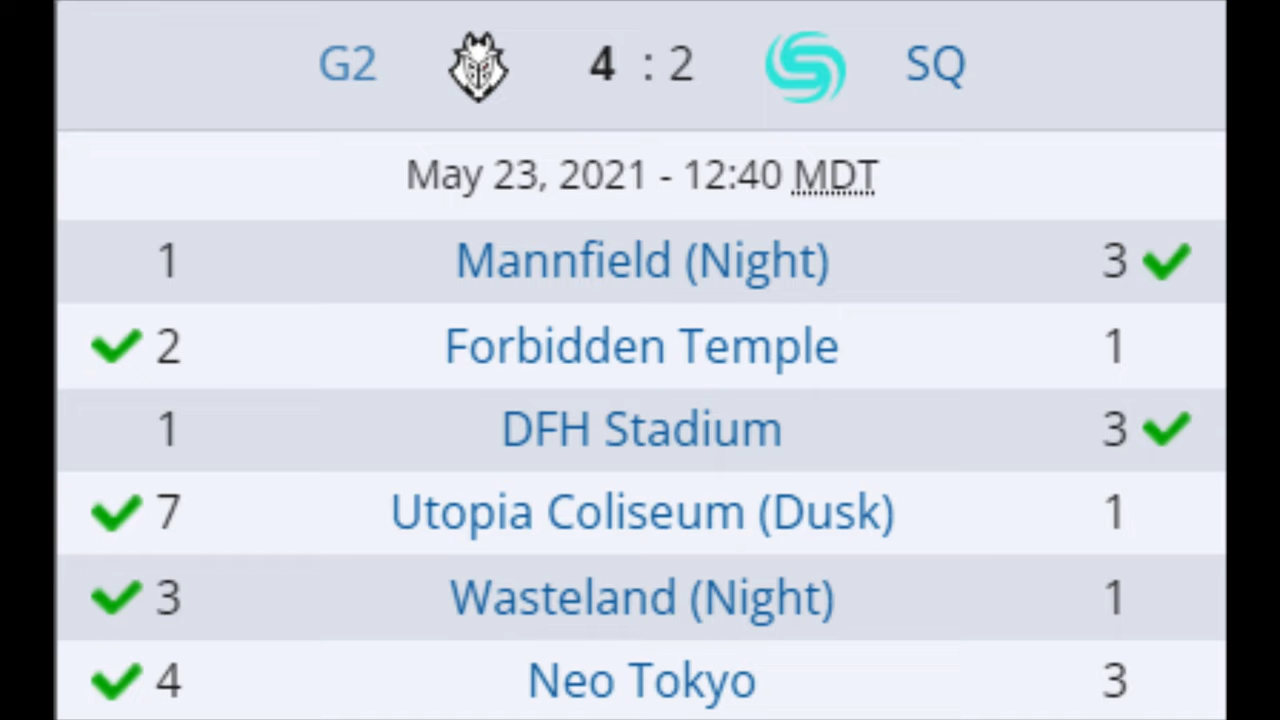 G2 4 : 2 SQ
May 23, 2021 - 12:40 MDT
1 Mannfield (Night) 3
2 Forbidden Temple 1
1 DFH Stadium 3
7 Utopia Coliseum (Dusk) 1
3 Wasteland (Night) 1
4 Neo Tokyo 3